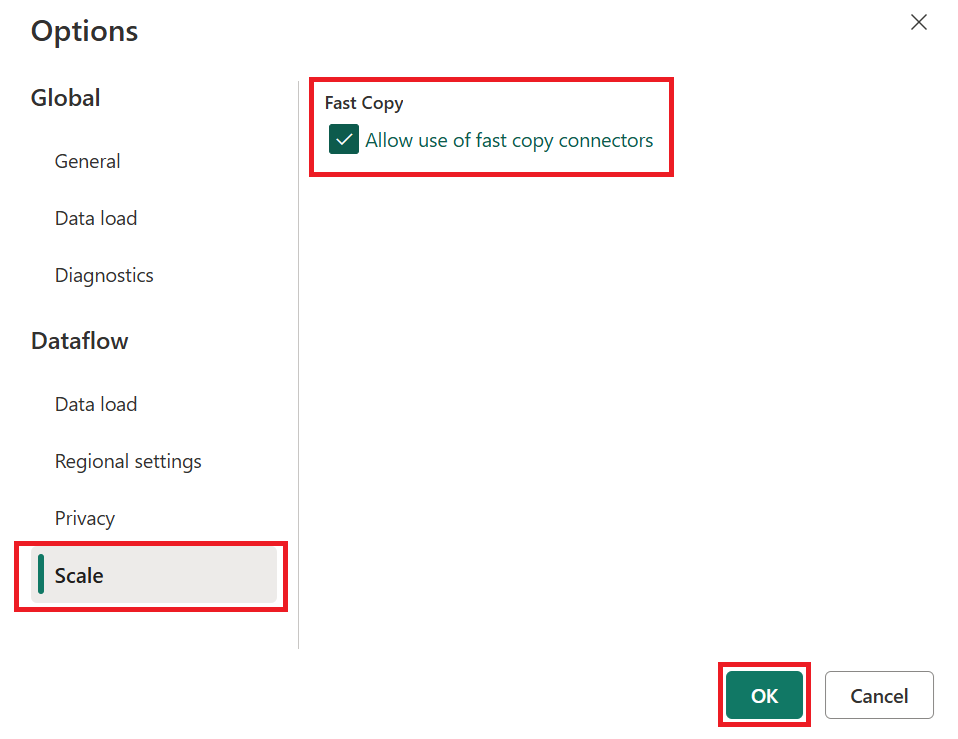 Options
Global
General
Data load
Diagnostics
Dataflow
Data load
Regional settings
Privacy
Scale
Fast Copy
Allow use of fast copy connectors
OK
Cancel